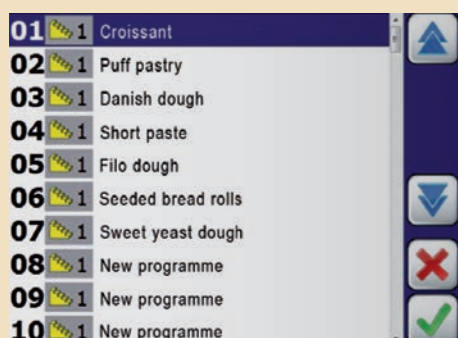 01 1 Croissant
02 1 Puff pastry
03 1 Danish dough
04 1 Short paste
05 1 Filo dough
06 1 Seeded bread rolls
07 1 Sweet yeast dough
08 1 New programme
09 1 New programme
10 1 New programme